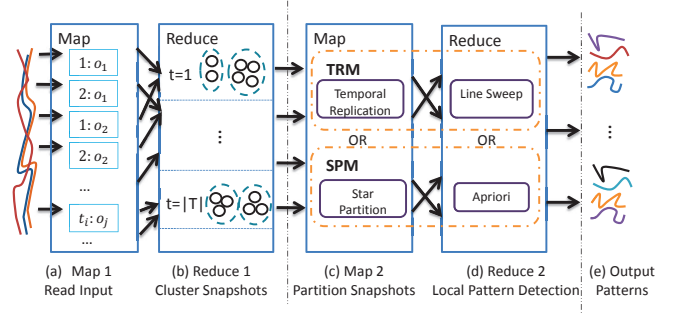 Map
1: o1
2: o1
1: o2
2: o2
...
ti: oj
...
Reduce
t=1
⋮
t=|T|
Map
TRM
Temporal
Replication
OR
SPM
Star
Partition
Reduce
Line Sweep
OR
Apriori
⋮
(a) Map 1
Read Input
(b) Reduce 1
Cluster Snapshots
(c) Map 2
Partition Snapshots
(d) Reduce 2
Local Pattern Detection
(e) Output
Patterns